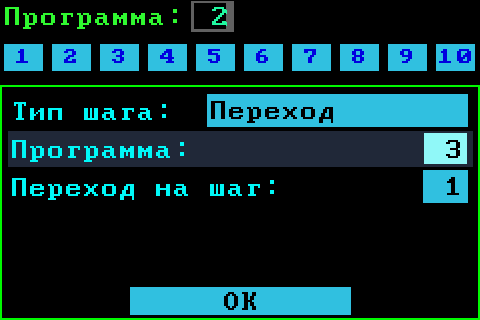 Программа: 2
1 2 3 4 5 6 7 8 9 10
Тип шага: Переход
Программа: 3
Переход на шаг: 1
ОК